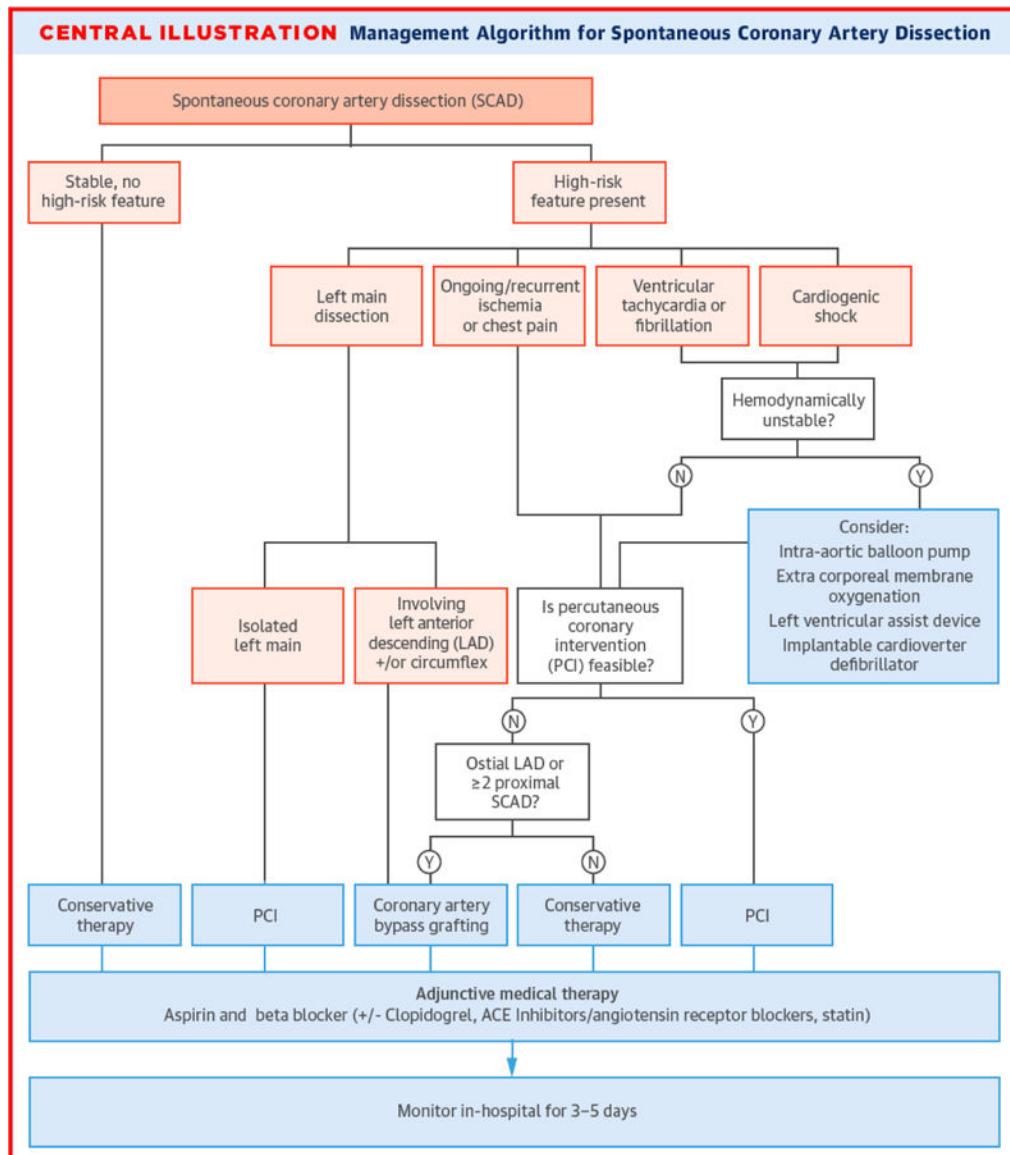 CENTRAL ILLUSTRATION Management Algorithm for Spontaneous Coronary Artery Dissection
Spontaneous coronary artery dissection (SCAD)
Stable, no
high-risk feature
High-risk
feature present
Left main
dissection
Ongoing/recurrent
ischemia
or chest pain
Ventricular
tachycardia or
fibrillation
Cardiogenic
shock
Hemodynamically
unstable?
N
Y
Consider:
Intra-aortic balloon pump
Extra corporeal membrane
oxygenation
Left ventricular assist device
Implantable cardioverter
defibrillator
Isolated
left main
Involving
left anterior
descending (LAD)
+/or circumflex
Is percutaneous
coronary
intervention
(PCI) feasible?
N
Y
Ostial LAD or
≥2 proximal
SCAD?
Y
N
Conservative
therapy
PCI
Coronary artery
bypass grafting
Conservative
therapy
PCI
Adjunctive medical therapy
Aspirin and beta blocker (+/- Clopidogrel, ACE Inhibitors/angiotensin receptor blockers, statin)
Monitor in-hospital for 3–5 days